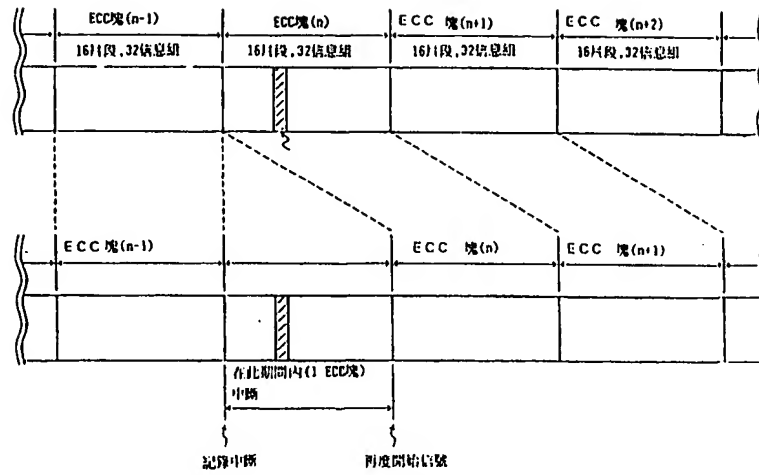 ECC塊(n-1) ECC塊(n) ECC 塊(n+1) ECC 塊(n+2)
16片段,32信息組 16片段,32信息組 16片段,32信息組 16片段,32信息組
ECC 塊(n-1) ECC 塊(n) ECC 塊(n+1)
在此期間内(1 ECC塊)
中斷
記錄中斷 再度開始信號